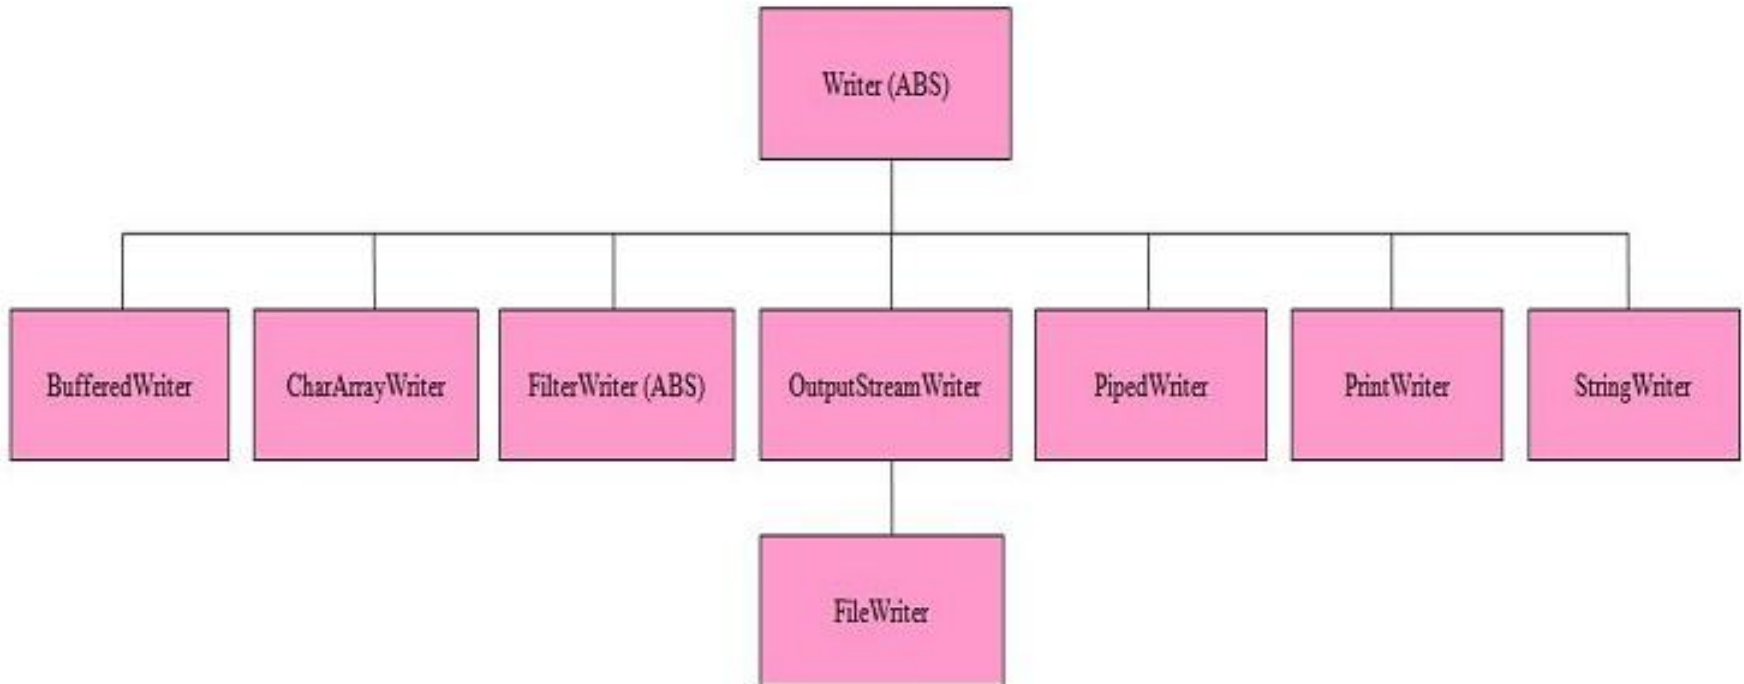 Writer (ABS)
BufferedWriter
CharArrayWriter
FilterWriter (ABS)
OutputStreamWriter
PipedWriter
PrintWriter
StringWriter
FileWriter